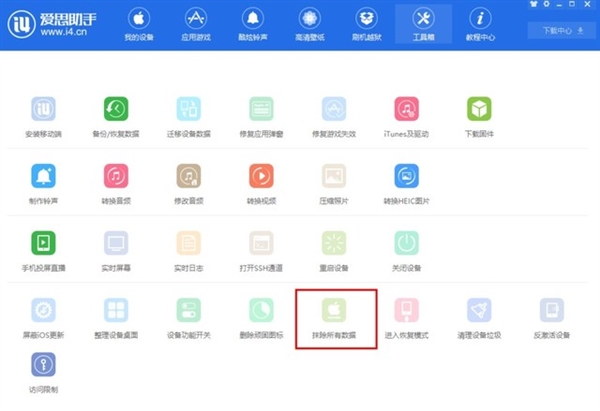 爱思助手
www.i4.cn
我的设备 应用游戏 酷炫铃声 高清壁纸 刷机越狱 工具箱 教程中心
下载中心
安装移动端 备份/恢复数据 迁移设备数据 修复应用弹窗 修复游戏失效 iTunes及驱动 下载固件
制作铃声 转换音频 修改音频 转换视频 压缩照片 转换HEIC图片
手机投屏直播 实时屏幕 实时日志 打开SSH通道 重启设备 关闭设备
屏蔽iOS更新 整理设备桌面 设备功能开关 删除顽固图标 抹除所有数据 进入恢复模式 清理设备垃圾 反激活设备
访问限制